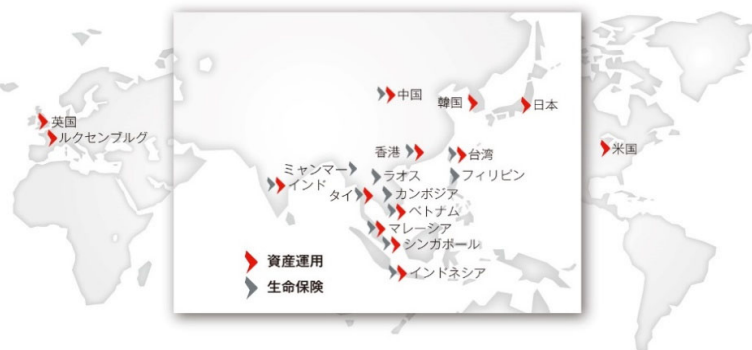 中国
韓国
日本
英国
ルクセンブルグ
香港
台湾
米国
ミャンマー
ラオス
フィリピン
インド
タイ
カンボジア
ベトナム
マレーシア
シンガポール
資産運用
インドネシア
生命保険